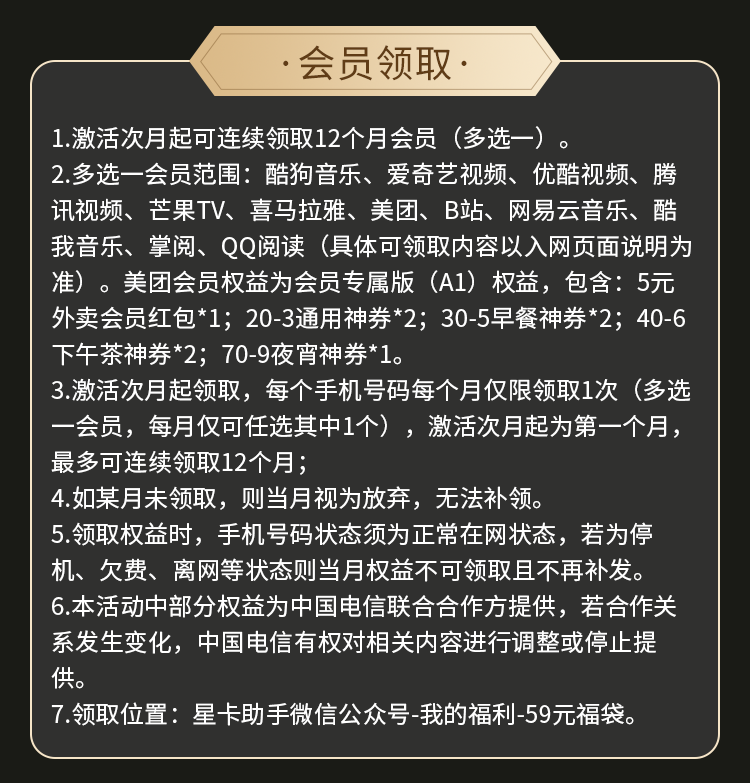 ·会员领取·
1.激活次月起可连续领取12个月会员（多选一）。
2.多选一会员范围：酷狗音乐、爱奇艺视频、优酷视频、腾
讯视频、芒果TV、喜马拉雅、美团、B站、网易云音乐、酷
我音乐、掌阅、QQ阅读（具体可领取内容以入网页面说明为
准）。美团会员权益为会员专属版（A1）权益，包含：5元
外卖会员红包*1；20-3通用神券*2；30-5早餐神券*2；40-6
下午茶神券*2；70-9夜宵神券*1。
3.激活次月起领取，每个手机号码每个月仅限领取1次（多选
一会员，每月仅可任选其中1个），激活次月起为第一个月，
最多可连续领取12个月；
4.如某月未领取，则当月视为放弃，无法补领。
5.领取权益时，手机号码状态须为正常在网状态，若为停
机、欠费、离网等状态则当月权益不可领取且不再补发。
6.本活动中部分权益为中国电信联合合作方提供，若合作关
系发生变化，中国电信有权对相关内容进行调整或停止提
供。
7.领取位置：星卡助手微信公众号-我的福利-59元福袋。